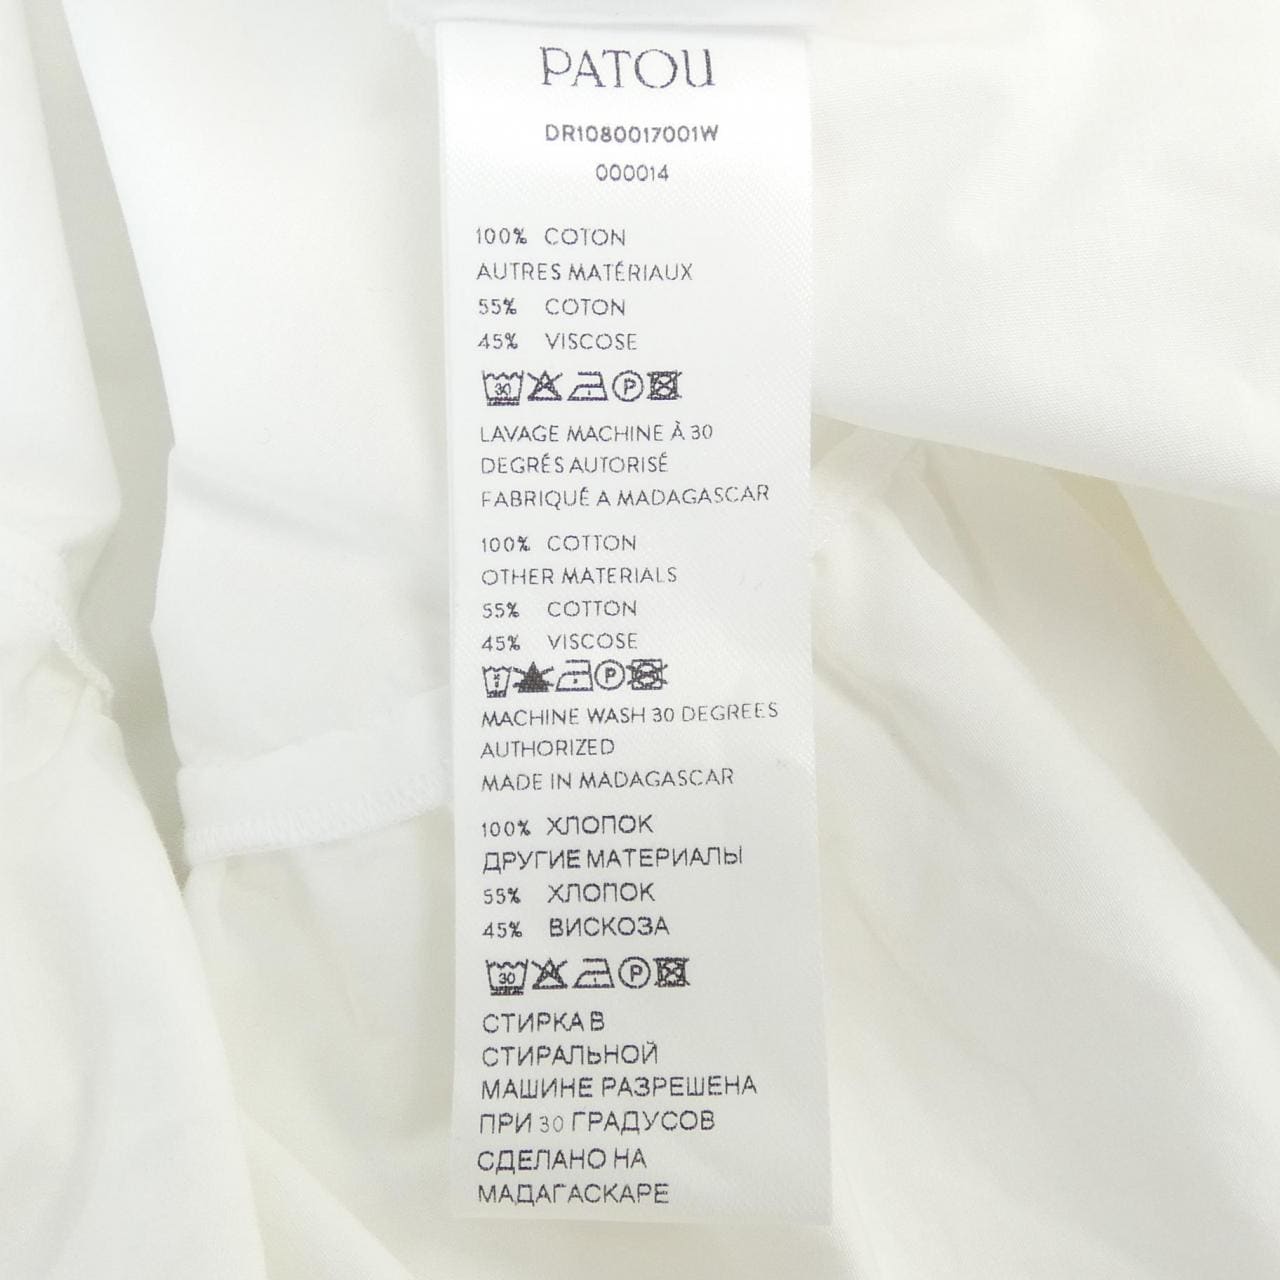 PATOU
DR1080017001W
000014
100% COTON
AUTRES MATÉRIAUX
55% COTON
45% VISCOSE
30 P
LAVAGE MACHINE À 30
DEGRÉS AUTORISÉ
FABRIQUÉ A MADAGASCAR
100% COTTON
OTHER MATERIALS
55% COTTON
45% VISCOSE
P
MACHINE WASH 30 DEGREES
AUTHORIZED
MADE IN MADAGASCAR
100% ХЛОПОК
ДРУГИЕ МАТЕРИАЛЫ
55% ХЛОПОК
45% ВИСКОЗА
30 P
СТИРКА В
СТИРАЛЬНОЙ
МАШИНЕ РАЗРЕШЕНА
ПРИ 30 ГРАДУСОВ
СДЕЛАНО НА
МАДАГАСКАРЕ